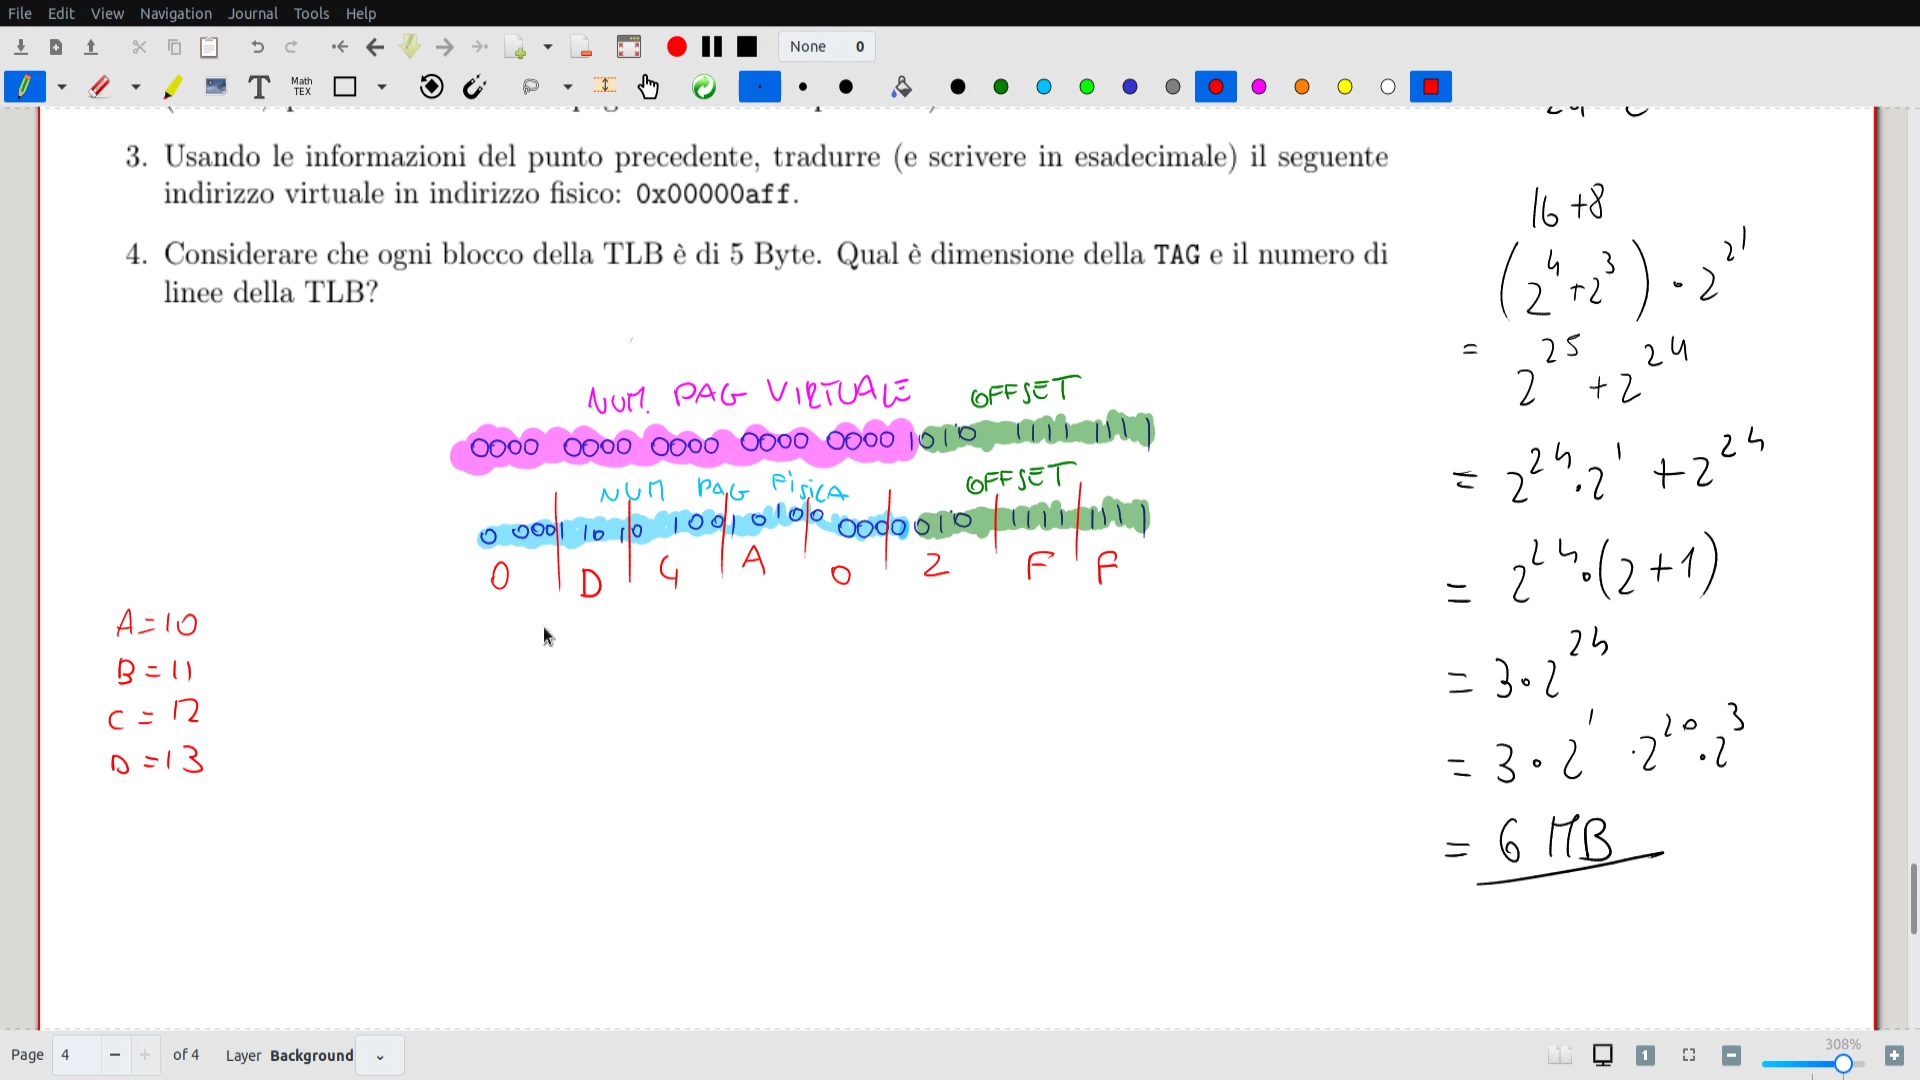 File Edit View Navigation Journal Tools Help
None 0
Math TEX
3. Usando le informazioni del punto precedente, tradurre (e scrivere in esadecimale) il seguente
indirizzo virtuale in indirizzo fisico: 0x00000aff.
4. Considerare che ogni blocco della TLB è di 5 Byte. Qual è dimensione della TAG e il numero di
linee della TLB?
NUM. PAG VIRTUALE OFFSET
0000 0000 0000 0000 0000 1010 1111 1111
NUM PAG FISICA OFFSET
0 0001 1010 1001 0100 0000 010 1111 1111
0 D 4 A 0 2 F F
A=10
B=11
C=12
D=13
16+8
(2^4+2^3)·2^21
= 2^25+2^24
= 2^24·2^1+2^24
= 2^24·(2+1)
= 3·2^24
= 3·2^1·2^20·2^3
= 6 MB
Page 4 of 4 Layer Background 308%